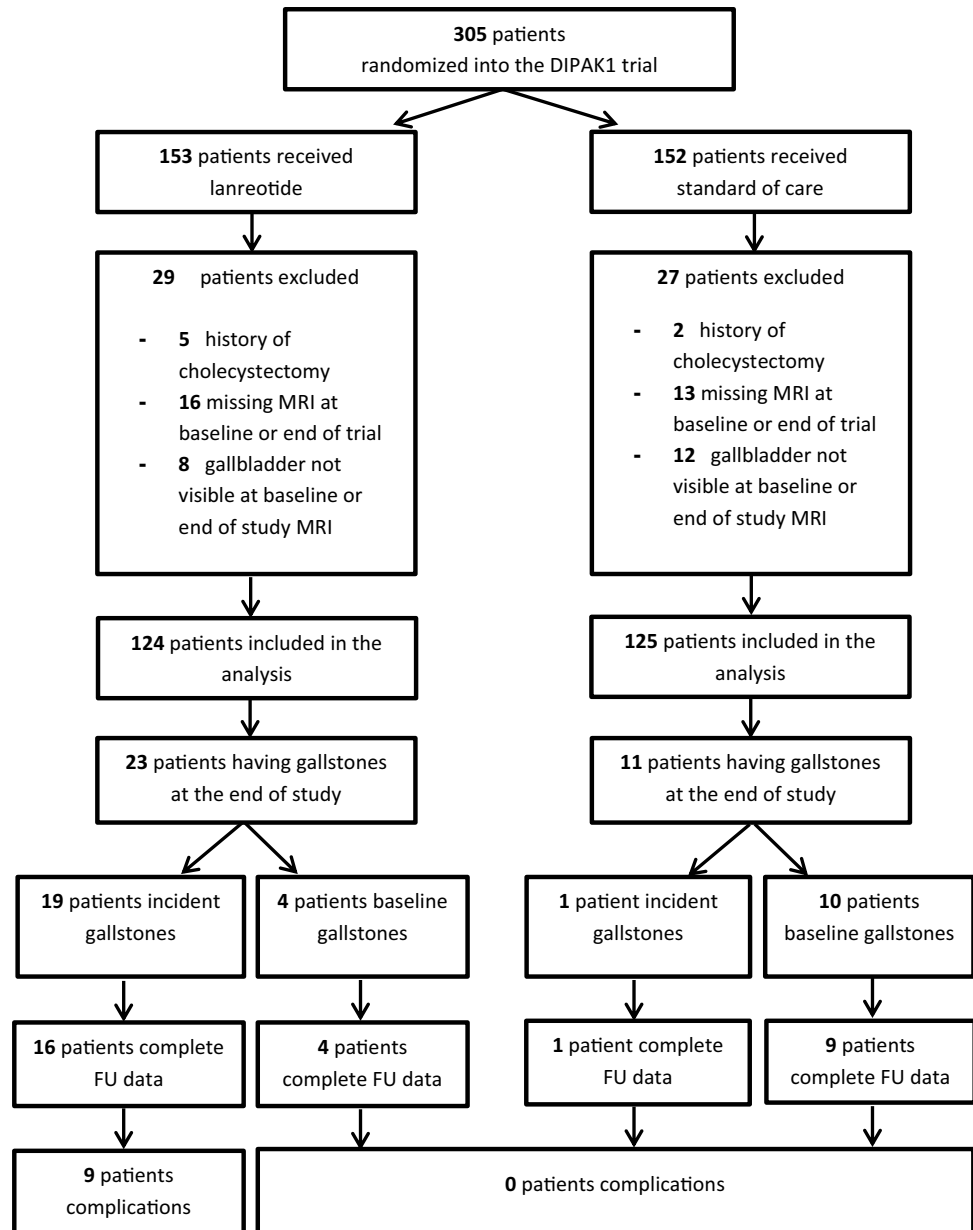 305 patients
randomized into the DIPAK1 trial
153 patients received
lanreotide
152 patients received
standard of care
29 patients excluded
- 5 history of
cholecystectomy
- 16 missing MRI at
baseline or end of trial
- 8 gallbladder not
visible at baseline or
end of study MRI
27 patients excluded
- 2 history of
cholecystectomy
- 13 missing MRI at
baseline or end of trial
- 12 gallbladder not
visible at baseline or
end of study MRI
124 patients included in the
analysis
125 patients included in the
analysis
23 patients having gallstones
at the end of study
11 patients having gallstones
at the end of study
19 patients incident
gallstones
4 patients baseline
gallstones
1 patient incident
gallstones
10 patients
baseline gallstones
16 patients complete
FU data
4 patients
complete FU data
1 patient complete
FU data
9 patients
complete FU data
9 patients
complications
0 patients complications